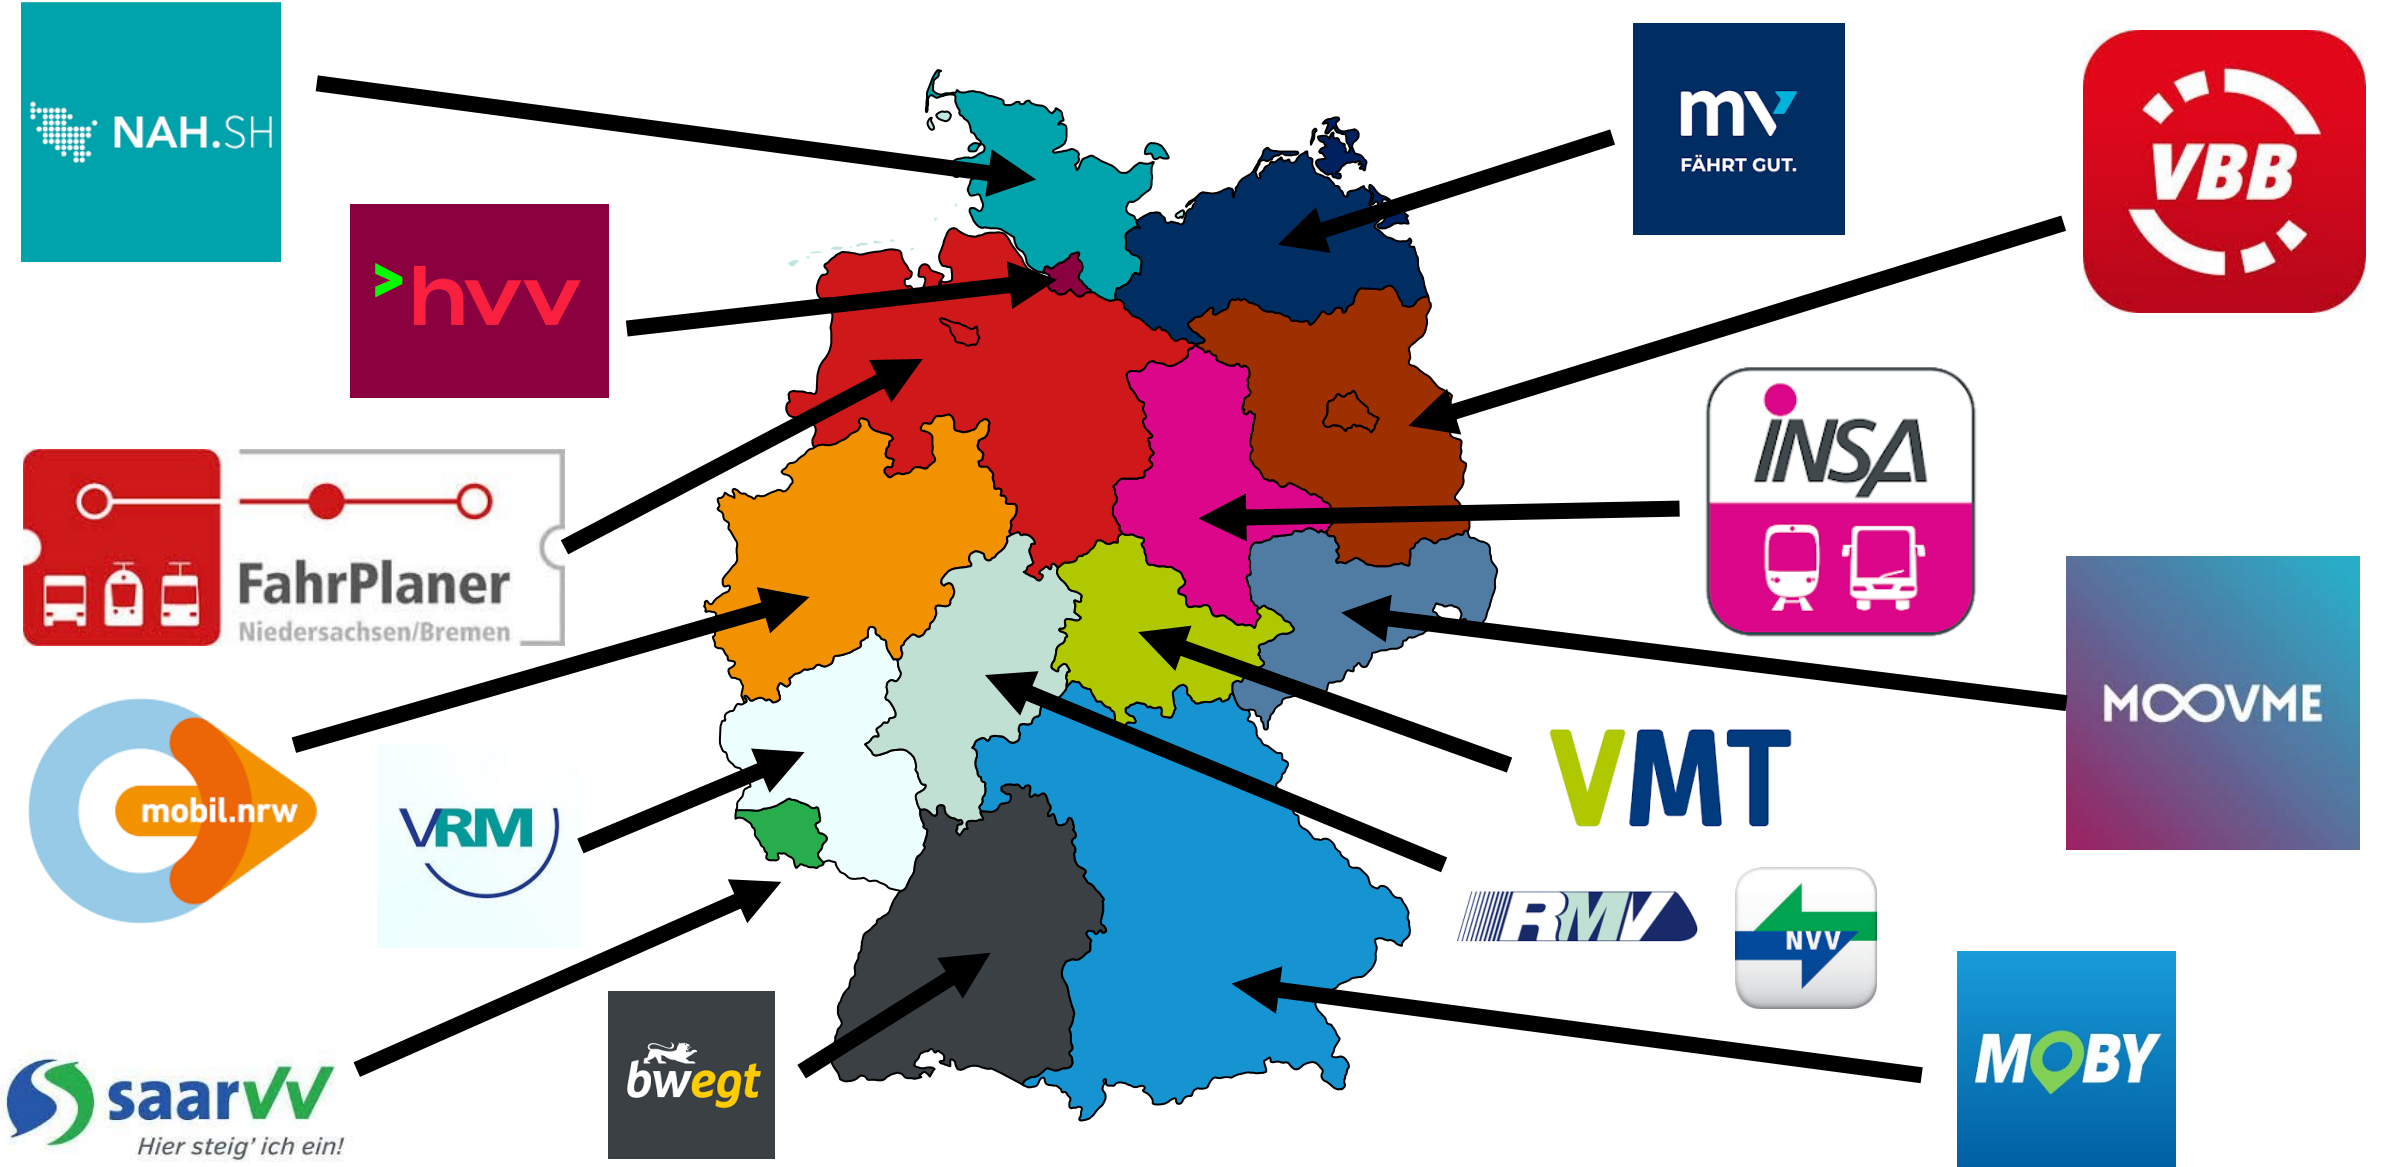 NAH.SH
mv
FÄHRT GUT.
VBB
>hvv
iNSA
FahrPlaner
Niedersachsen/Bremen
MOOVME
mobil.nrw
VRM
VMT
RMV
NVV
MOBY
bwegt
saarVV
Hier steig' ich ein!